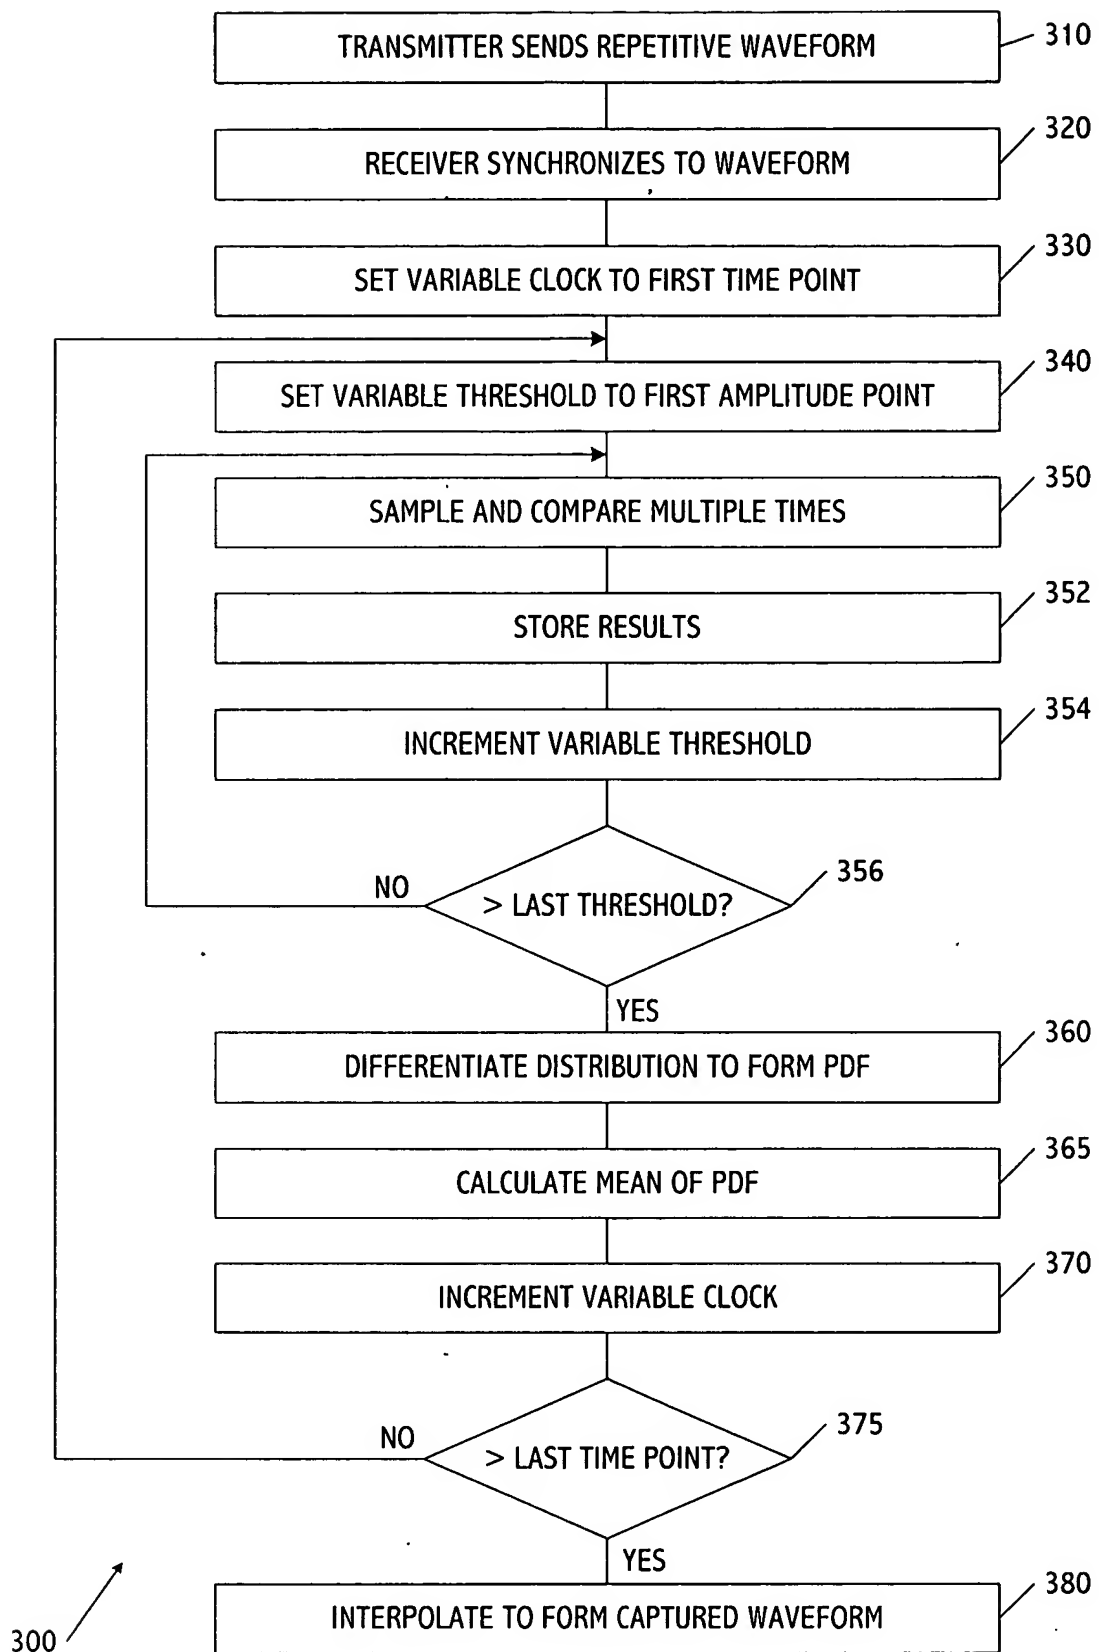 TRANSMITTER SENDS REPETITIVE WAVEFORM 310
RECEIVER SYNCHRONIZES TO WAVEFORM 320
SET VARIABLE CLOCK TO FIRST TIME POINT 330
SET VARIABLE THRESHOLD TO FIRST AMPLITUDE POINT 340
SAMPLE AND COMPARE MULTIPLE TIMES 350
STORE RESULTS 352
INCREMENT VARIABLE THRESHOLD 354
> LAST THRESHOLD? 356
NO
YES
DIFFERENTIATE DISTRIBUTION TO FORM PDF 360
CALCULATE MEAN OF PDF 365
INCREMENT VARIABLE CLOCK 370
> LAST TIME POINT? 375
NO
YES
INTERPOLATE TO FORM CAPTURED WAVEFORM 380
300